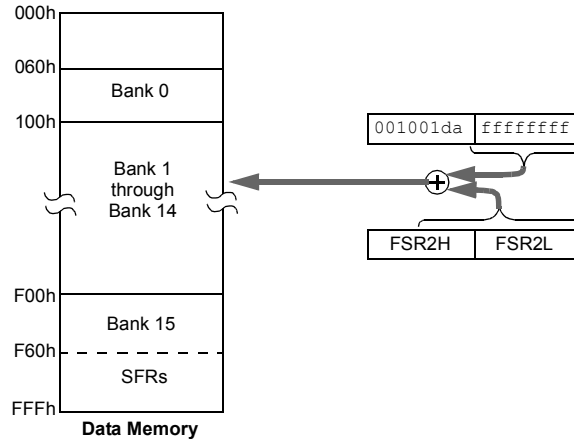 000h
060h
Bank 0
100h
001001da ffffffff
Bank 1
through
Bank 14
FSR2H FSR2L
F00h
Bank 15
F60h
SFRs
FFFh
Data Memory